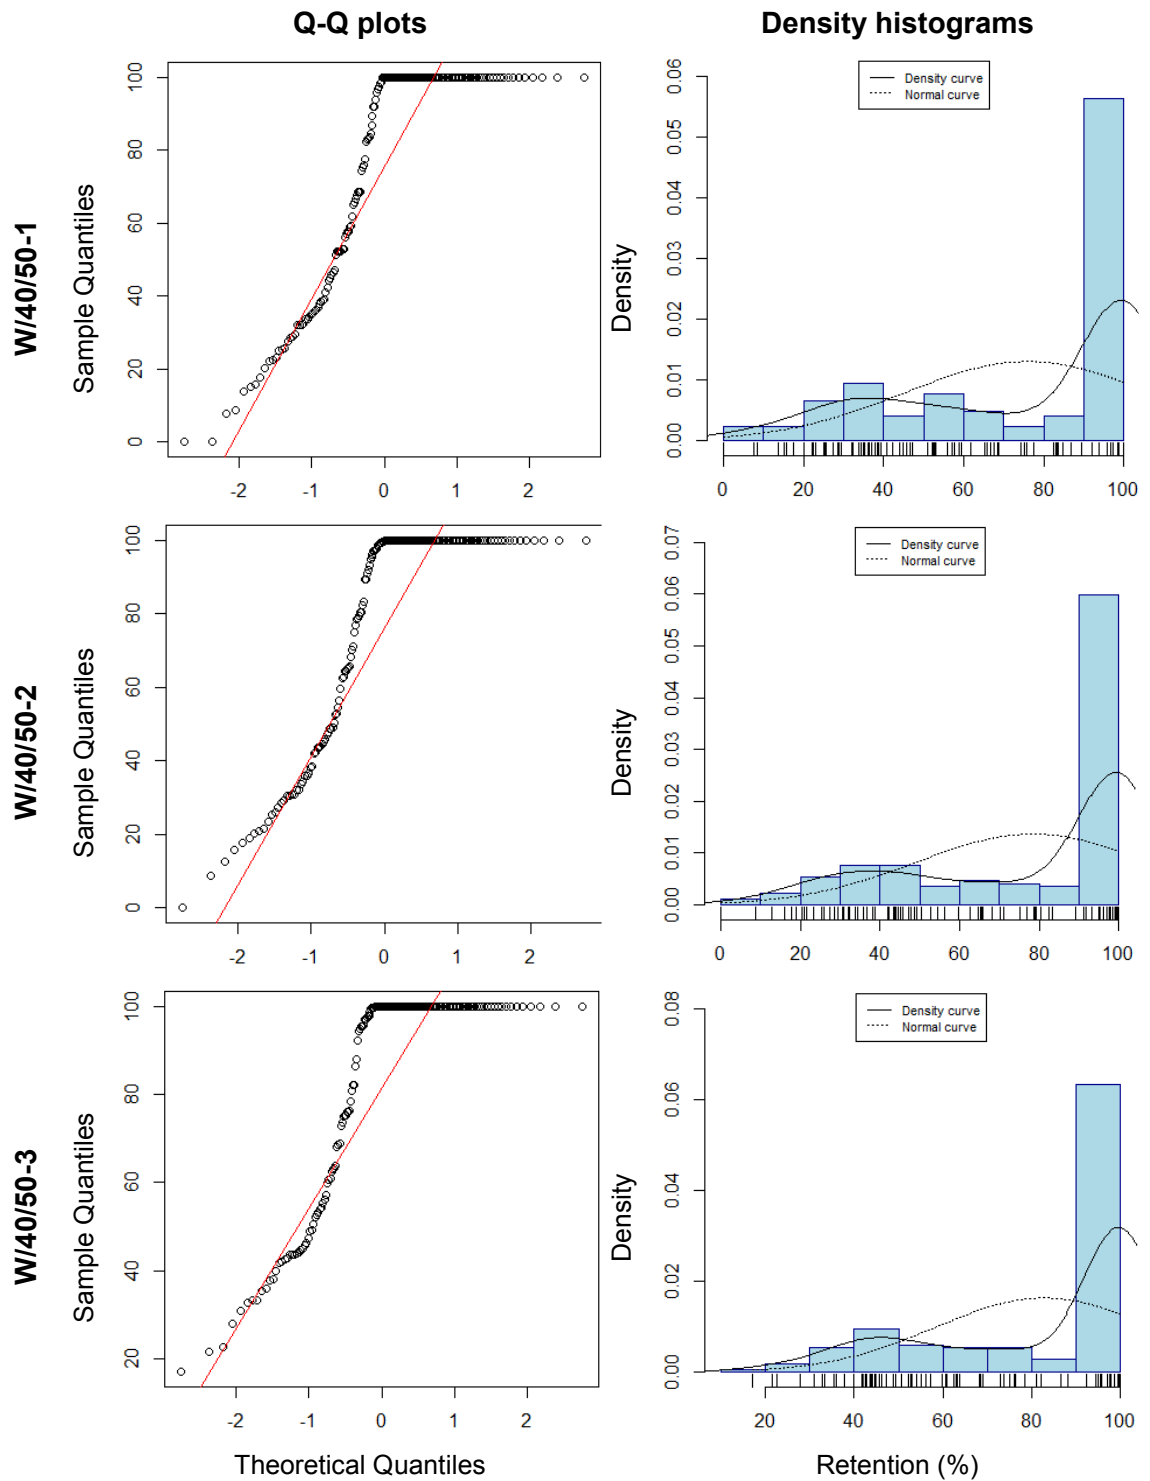 Q-Q plots
Density histograms
W/40/50-1
Sample Quantiles
0 20 40 60 80 100
-2 -1 0 1 2
Density
0.00 0.01 0.02 0.03 0.04 0.05 0.06
Density curve
Normal curve
0 20 40 60 80 100
W/40/50-2
Sample Quantiles
0 20 40 60 80 100
-2 -1 0 1 2
Density
0.00 0.01 0.02 0.03 0.04 0.05 0.06 0.07
Density curve
Normal curve
0 20 40 60 80 100
W/40/50-3
Sample Quantiles
20 40 60 80 100
-2 -1 0 1 2
Theoretical Quantiles
Density
0.00 0.02 0.04 0.06 0.08
Density curve
Normal curve
20 40 60 80 100
Retention (%)